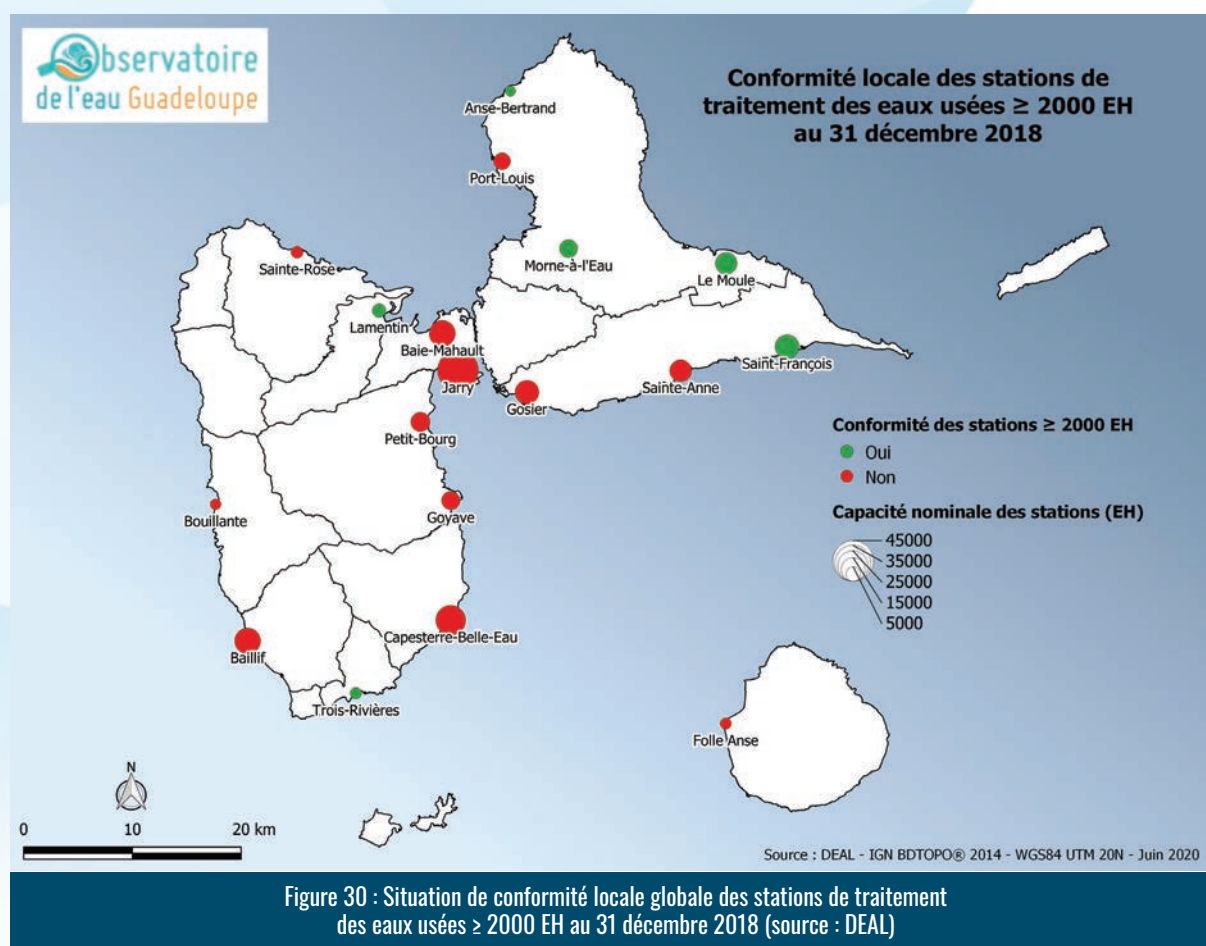 Observatoire
de l'eau Guadeloupe
Conformité locale des stations de
traitement des eaux usées ≥ 2000 EH
au 31 décembre 2018
Anse-Bertrand
Port-Louis
Morne-à-l'Eau
Le Moule
Sainte-Rose
Lamentin
Baie-Mahault
Jarry
Saint-François
Sainte-Anne
Gosier
Petit-Bourg
Goyave
Bouillante
Capesterre-Belle-Eau
Baillif
Trois-Rivières
Folle Anse
Conformité des stations ≥ 2000 EH
Oui
Non
Capacité nominale des stations (EH)
45000
35000
25000
15000
5000
N
0 10 20 km
Source : DEAL - IGN BDTOPO® 2014 - WGS84 UTM 20N - Juin 2020
Figure 30 : Situation de conformité locale globale des stations de traitement
des eaux usées ≥ 2000 EH au 31 décembre 2018 (source : DEAL)